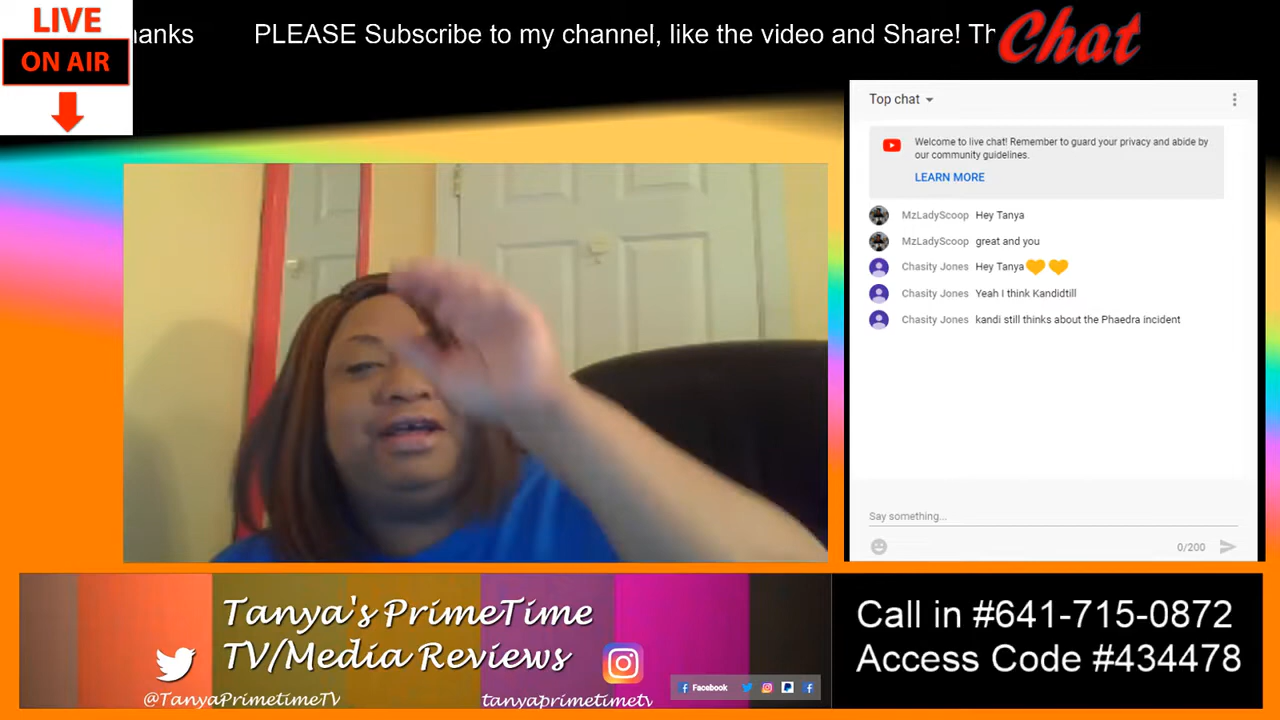 LIVE
ON AIR
hanks PLEASE Subscribe to my channel, like the video and Share! Th
Chat
Top chat
Welcome to live chat! Remember to guard your privacy and abide by
our community guidelines.
LEARN MORE
MzLadyScoop Hey Tanya
MzLadyScoop great and you
Chasity Jones Hey Tanya
Chasity Jones Yeah I think Kandidtill
Chasity Jones kandi still thinks about the Phaedra incident
Say something...
0/200
Tanya's PrimeTime
TV/Media Reviews
@TanyaPrimetimeTV
tanyaprimetimetv
Facebook
Call in #641-715-0872
Access Code #434478